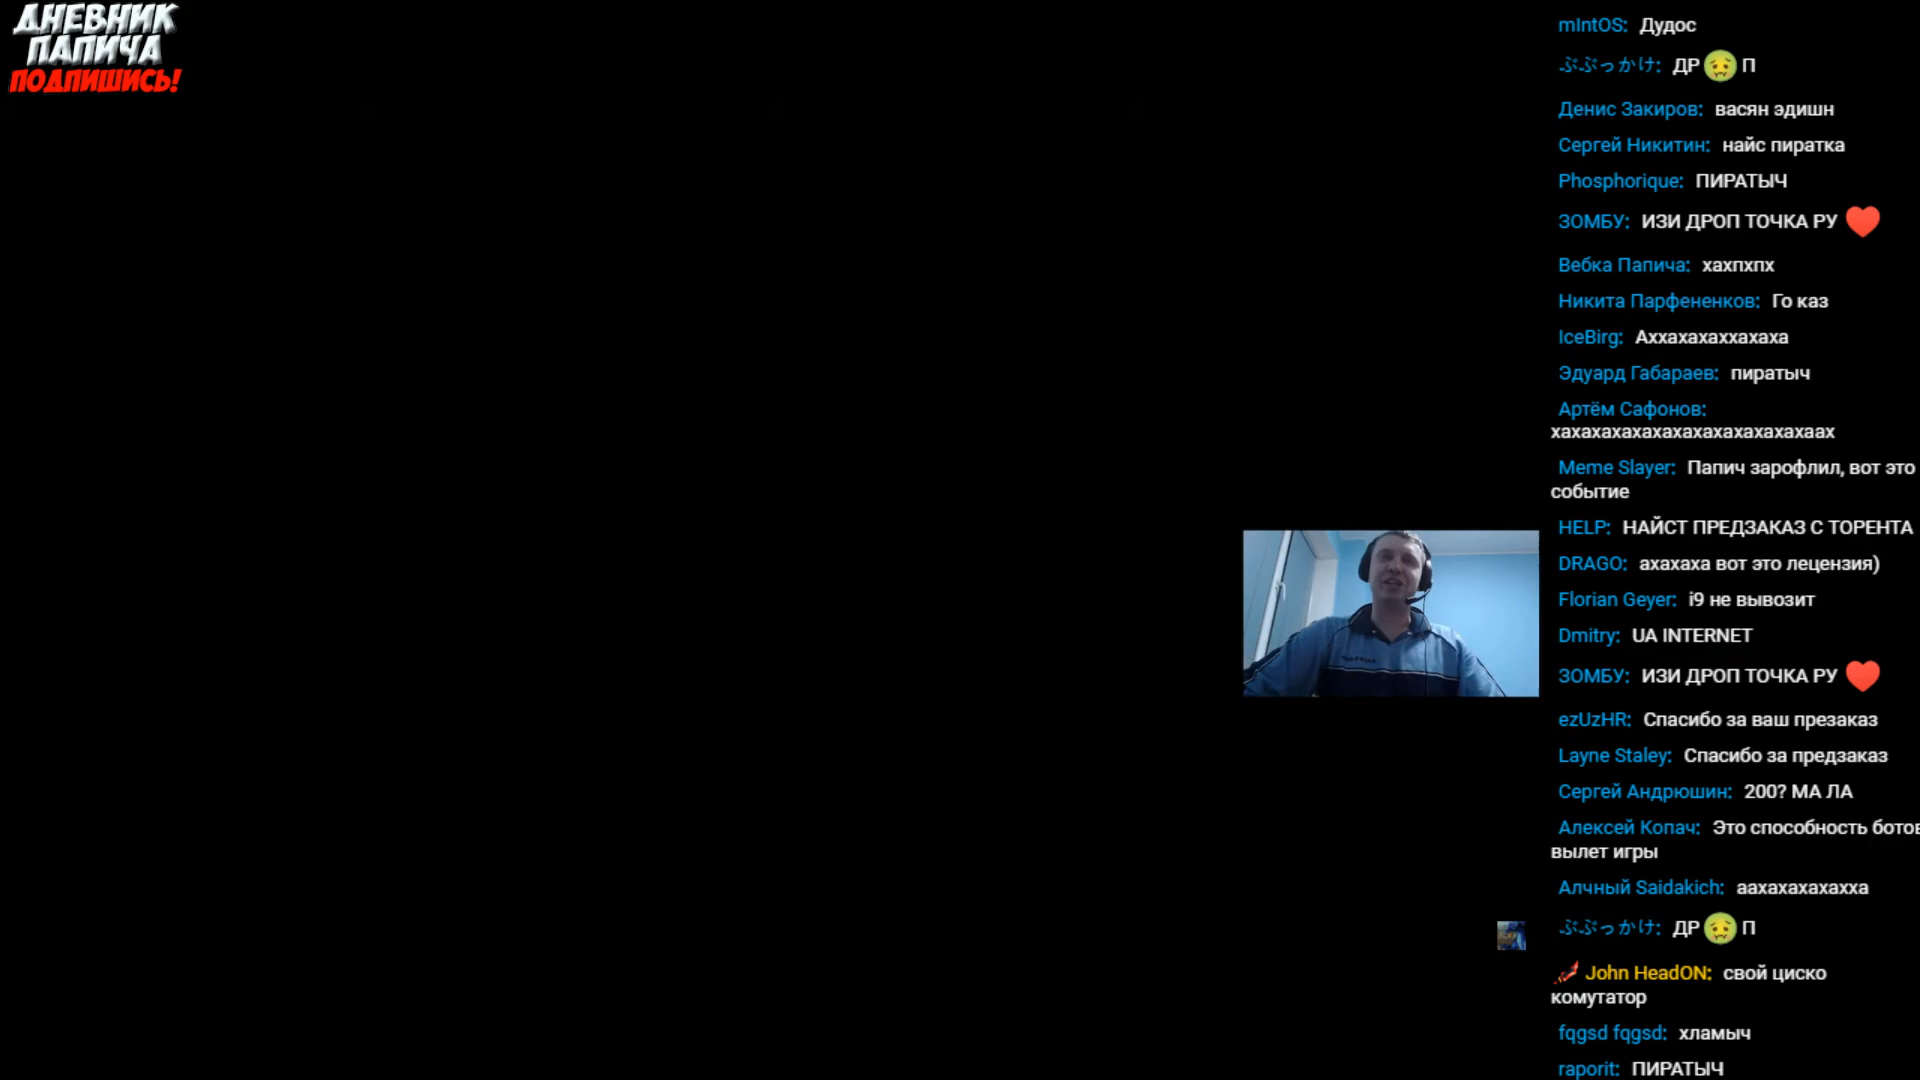 ДНЕВНИК
ПАПИЧА
ПОДПИШИСЬ!
mIntOS: Дудос
ぶぶっかけ: ДР🤢П
Денис Закиров: васян эдишн
Сергей Никитин: найс пиратка
Phosphorique: ПИРАТЫЧ
ЗОМБУ: ИЗИ ДРОП ТОЧКА РУ ❤️
Вебка Папича: хахпхпх
Никита Парфененков: Го каз
IceBirg: Аххахахаххахаха
Эдуард Габараев: пиратыч
Артём Сафонов:
хахахахахахахахахахахахахаах
Meme Slayer: Папич зарофлил, вот это
событие
HELP: НАЙСТ ПРЕДЗАКАЗ С ТОРЕНТА
DRAGO: ахахаха вот это лецензия)
Florian Geyer: i9 не вывозит
Dmitry: UA INTERNET
ЗОМБУ: ИЗИ ДРОП ТОЧКА РУ ❤️
ezUzHR: Спасибо за ваш презаказ
Layne Staley: Спасибо за предзаказ
Сергей Андрюшин: 200? МА ЛА
Алексей Копач: Это способность ботов
вылет игры
Алчный Saidakich: аахахахахахха
ぶぶっかけ: ДР🤢П
John HeadON: свой циско
комутатор
fqgsd fqgsd: хламыч
raporit: ПИРАТЫЧ